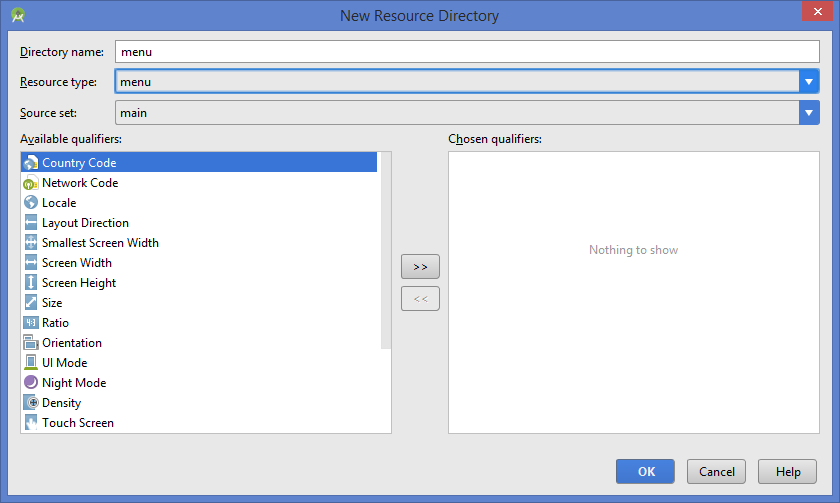 New Resource Directory
Directory name: menu
Resource type: menu
Source set: main
Available qualifiers:
Chosen qualifiers:
Country Code
Network Code
Locale
Layout Direction
Smallest Screen Width
Screen Width
Screen Height
Size
Ratio
Orientation
UI Mode
Night Mode
Density
Touch Screen
>>
<<
Nothing to show
OK
Cancel
Help